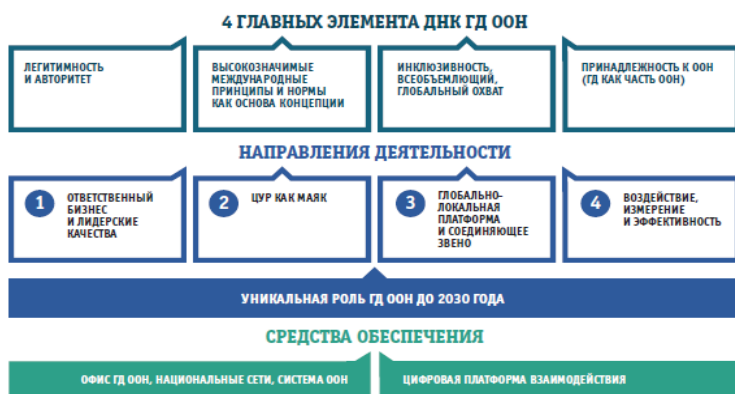 4 ГЛАВНЫХ ЭЛЕМЕНТА ДНК ГД ООН
ЛЕГИТИМНОСТЬ
И АВТОРИТЕТ
ВЫСОКОЗНАЧИМЫЕ
МЕЖДУНАРОДНЫЕ
ПРИНЦИПЫ И НОРМЫ
КАК ОСНОВА КОНЦЕПЦИИ
ИНКЛЮЗИВНОСТЬ,
ВСЕОБЪЕМЛЮЩИЙ,
ГЛОБАЛЬНЫЙ ОХВАТ
ПРИНАДЛЕЖНОСТЬ К ООН
(ГД КАК ЧАСТЬ ООН)
НАПРАВЛЕНИЯ ДЕЯТЕЛЬНОСТИ
1
ОТВЕТСТВЕННЫЙ
БИЗНЕС
И ЛИДЕРСКИЕ
КАЧЕСТВА
2
ЦУР КАК МАЯК
3
ГЛОБАЛЬНО-
ЛОКАЛЬНАЯ
ПЛАТФОРМА
И СОЕДИНЯЮЩЕЕ
ЗВЕНО
4
ВОЗДЕЙСТВИЕ,
ИЗМЕРЕНИЕ
И ЭФФЕКТИВНОСТЬ
УНИКАЛЬНАЯ РОЛЬ ГД ООН ДО 2030 ГОДА
СРЕДСТВА ОБЕСПЕЧЕНИЯ
ОФИС ГД ООН, НАЦИОНАЛЬНЫЕ СЕТИ, СИСТЕМА ООН
ЦИФРОВАЯ ПЛАТФОРМА ВЗАИМОДЕЙСТВИЯ